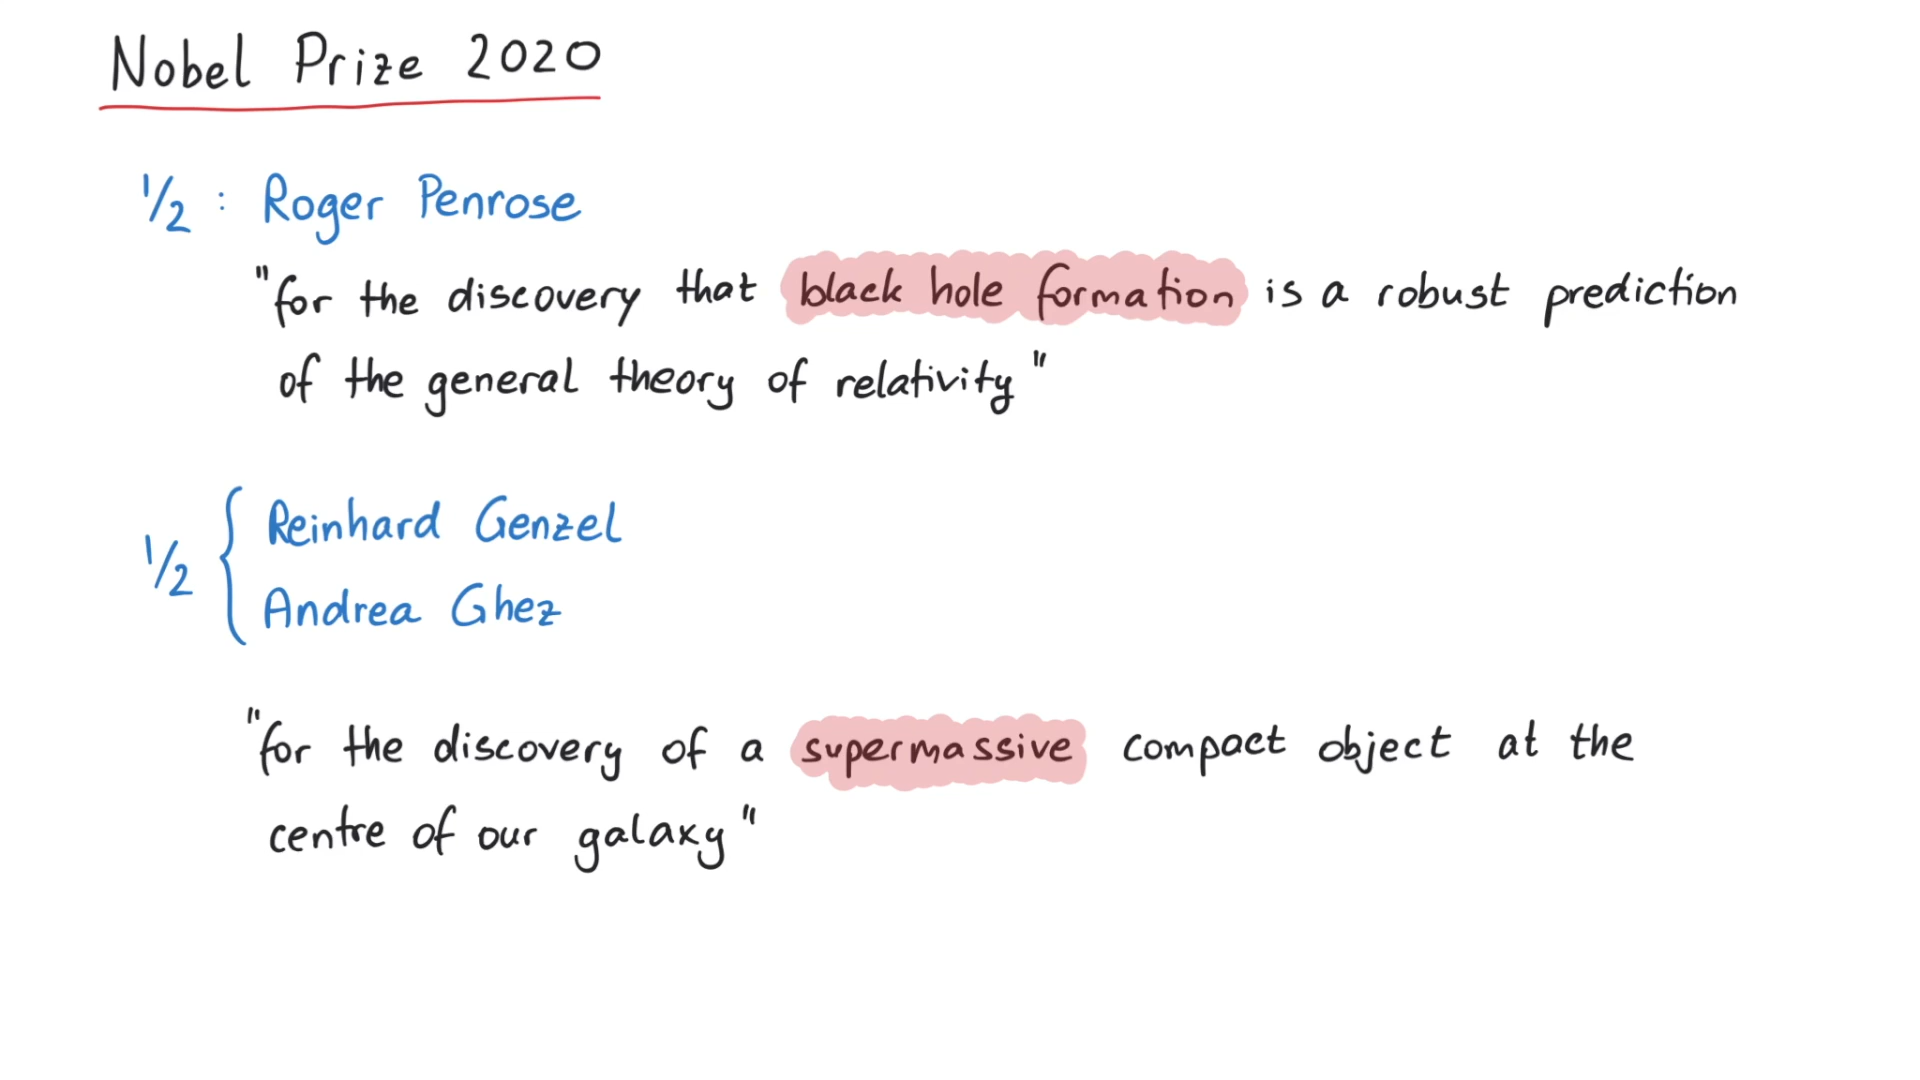 Nobel Prize 2020
1/2 : Roger Penrose
"for the discovery that black hole formation is a robust prediction
of the general theory of relativity"
1/2 { Reinhard Genzel
Andrea Ghez
"for the discovery of a supermassive compact object at the
centre of our galaxy"